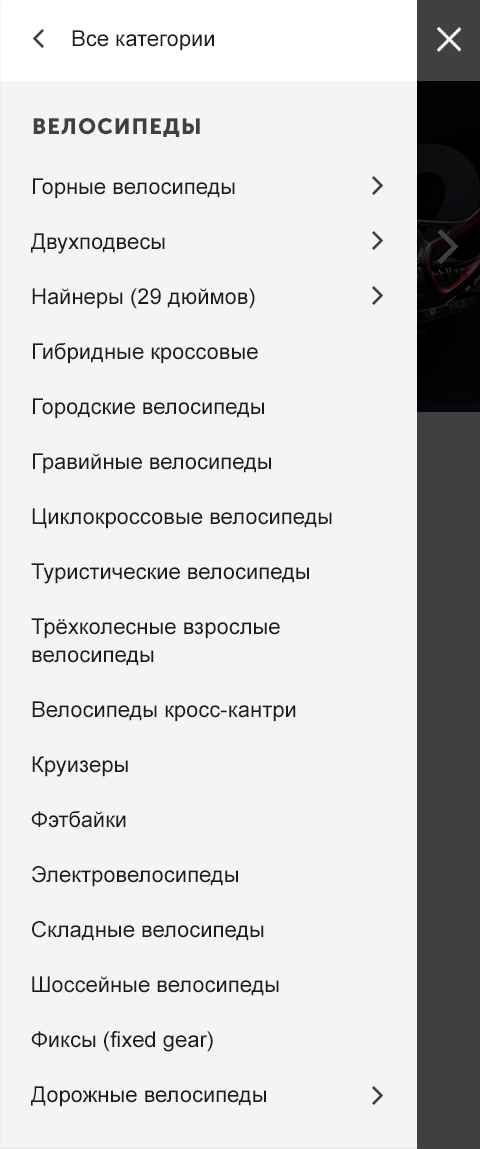 Все категории
ВЕЛОСИПЕДЫ
Горные велосипеды
Двухподвесы
Найнеры (29 дюймов)
Гибридные кроссовые
Городские велосипеды
Гравийные велосипеды
Циклокроссовые велосипеды
Туристические велосипеды
Трёхколесные взрослые
велосипеды
Велосипеды кросс-кантри
Круизеры
Фэтбайки
Электровелосипеды
Складные велосипеды
Шоссейные велосипеды
Фиксы (fixed gear)
Дорожные велосипеды